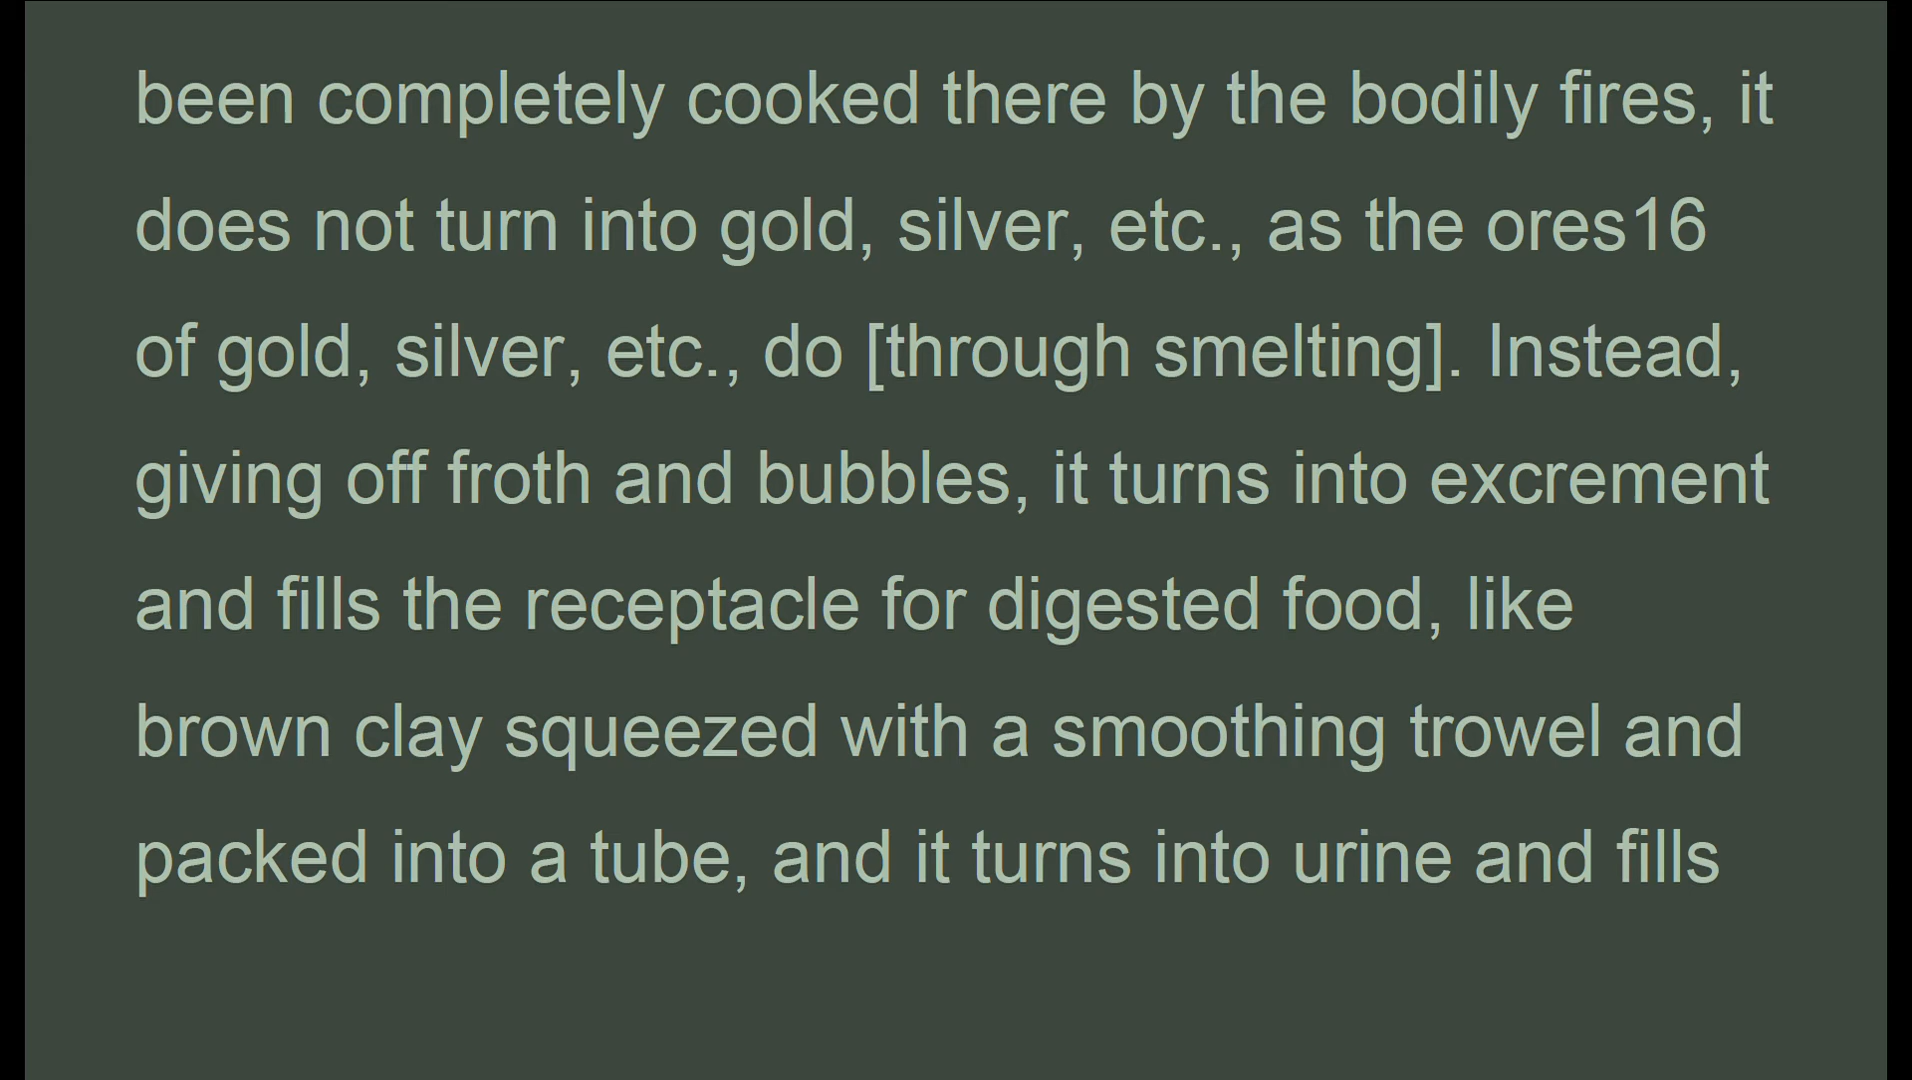 been completely cooked there by the bodily fires, it
does not turn into gold, silver, etc., as the ores16
of gold, silver, etc., do [through smelting]. Instead,
giving off froth and bubbles, it turns into excrement
and fills the receptacle for digested food, like
brown clay squeezed with a smoothing trowel and
packed into a tube, and it turns into urine and fills